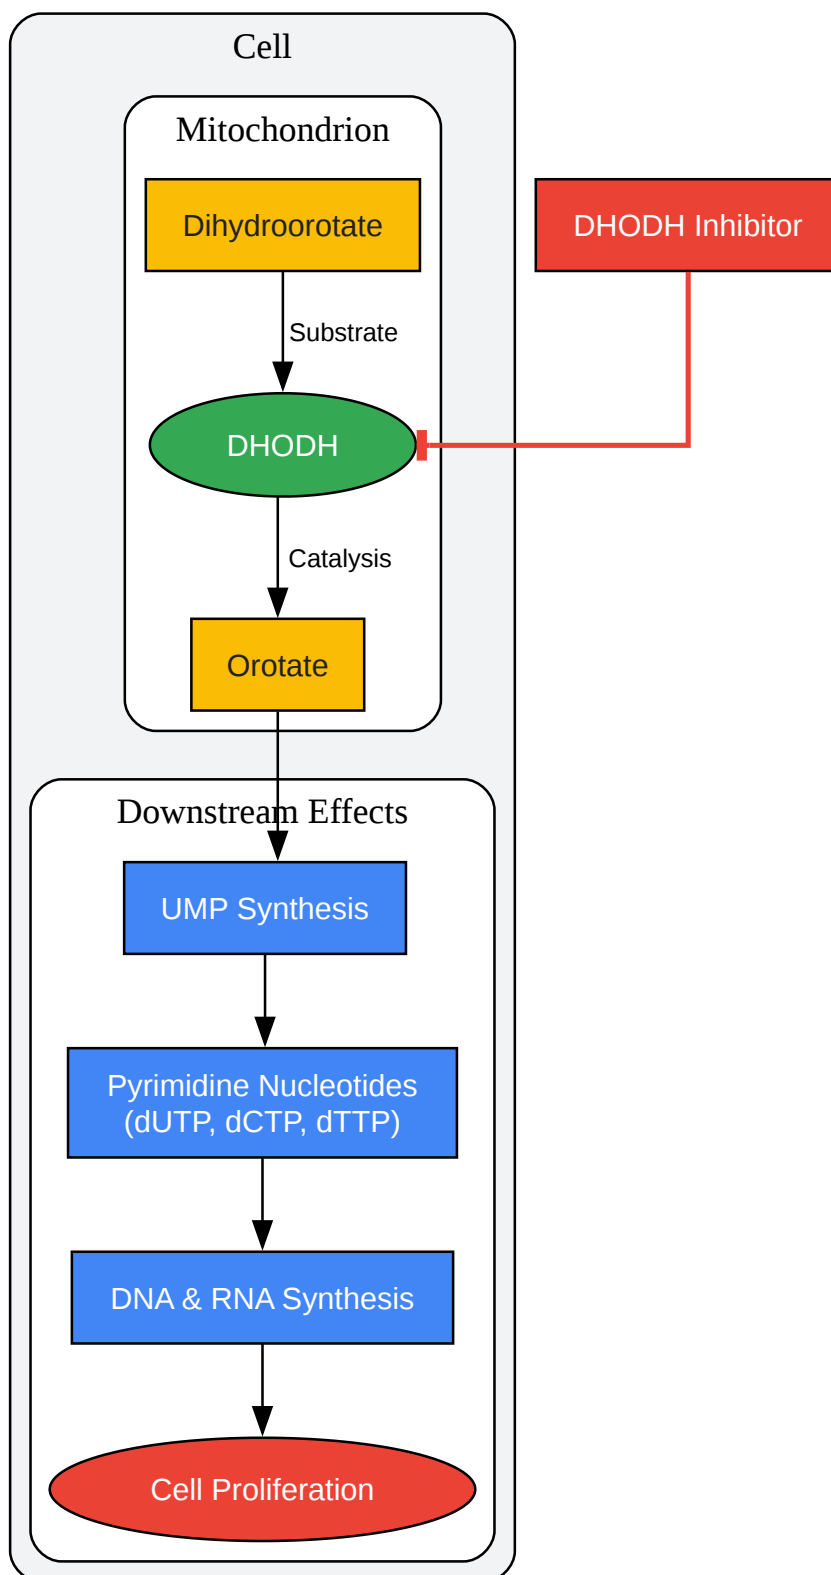 Cell
Mitochondrion
Dihydroorotate
DHODH Inhibitor
Substrate
DHODH
Catalysis
Orotate
Downstream Effects
UMP Synthesis
Pyrimidine Nucleotides
(dUTP, dCTP, dTTP)
DNA & RNA Synthesis
Cell Proliferation